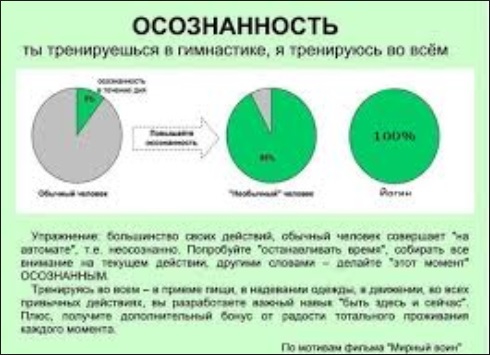 ОСОЗНАННОСТЬ
ты тренируешься в гимнастике, я тренируюсь во всём
осознанность
в течение дня
Повышайте
осознанность
100%
Обычный человек
"Необычный" человек
Йогин
Упражнение: большинство своих действий, обычный человек совершает "на
автомате", т.е. неосознанно. Попробуйте "останавливать время", собирать все
внимание на текущем действии, другими словами – делайте "этот момент"
ОСОЗНАННЫМ.
Тренируясь во всем – в приеме пищи, в надевании одежды, в движении, во всех
привычных действиях, вы разработаете важный навык "быть здесь и сейчас".
Плюс, получите дополнительный бонус от радости тотального проживания
каждого момента.
По мотивам фильма "Мирный воин"